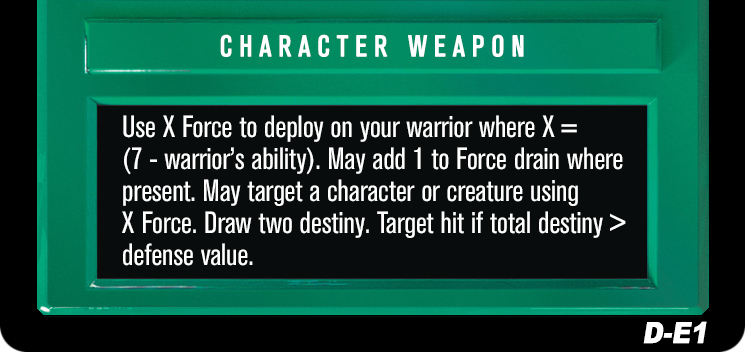 CHARACTER WEAPON
Use X Force to deploy on your warrior where X =
(7 - warrior's ability). May add 1 to Force drain where
present. May target a character or creature using
X Force. Draw two destiny. Target hit if total destiny >
defense value.
D-E1